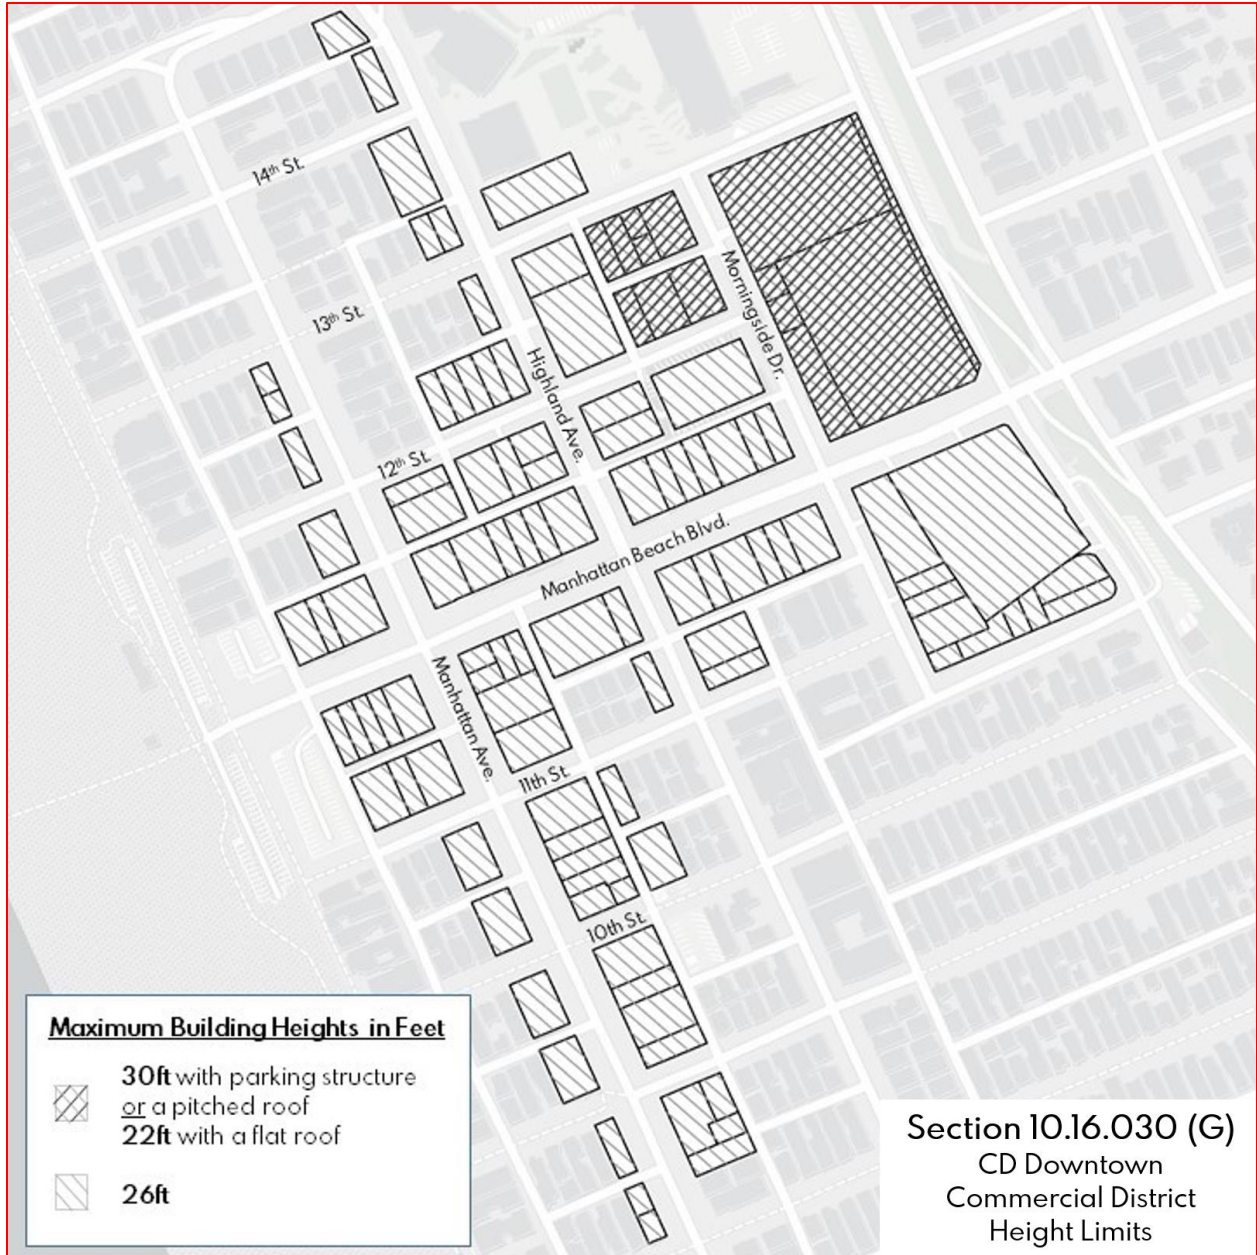 14th St.
13th St.
12th St.
Highland Ave.
Morningside Dr.
Manhattan Beach Blvd.
Manhattan Ave.
11th St.
10th St.
Maximum Building Heights in Feet
30ft with parking structure
or a pitched roof
22ft with a flat roof
26ft
Section 10.16.030 (G)
CD Downtown
Commercial District
Height Limits